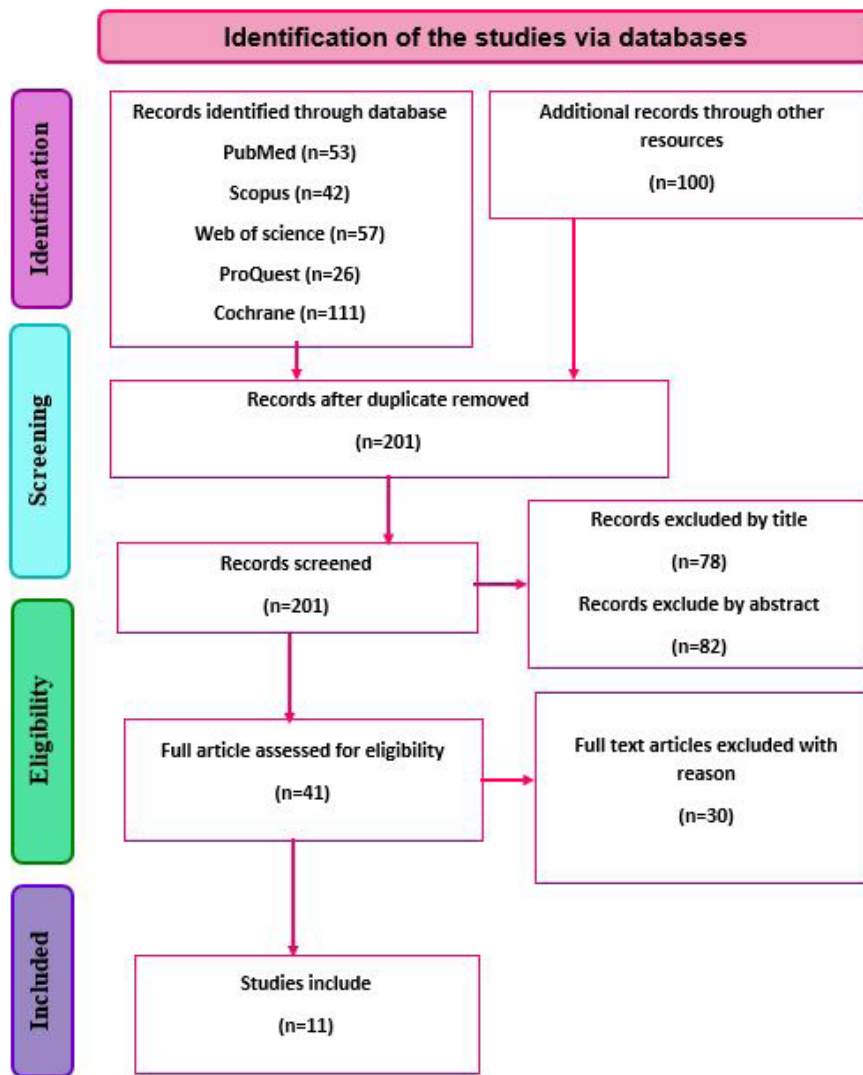 Identification of the studies via databases
Identification
Records identified through database
PubMed (n=53)
Scopus (n=42)
Web of science (n=57)
ProQuest (n=26)
Cochrane (n=111)
Additional records through other
resources
(n=100)
Screening
Records after duplicate removed
(n=201)
Records screened
(n=201)
Records excluded by title
(n=78)
Records exclude by abstract
(n=82)
Eligibility
Full article assessed for eligibility
(n=41)
Full text articles excluded with
reason
(n=30)
Included
Studies include
(n=11)